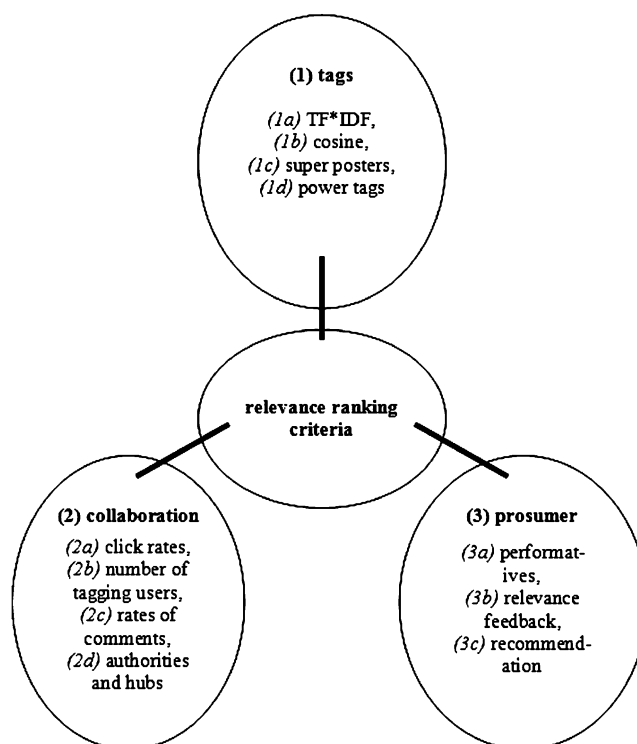 (1) tags
(1a) TF*IDF,
(1b) cosine,
(1c) super posters,
(1d) power tags
relevance ranking
criteria
(2) collaboration
(2a) click rates,
(2b) number of
tagging users,
(2c) rates of
comments,
(2d) authorities
and hubs
(3) prosumer
(3a) performat-
ives,
(3b) relevance
feedback,
(3c) recommend-
ation